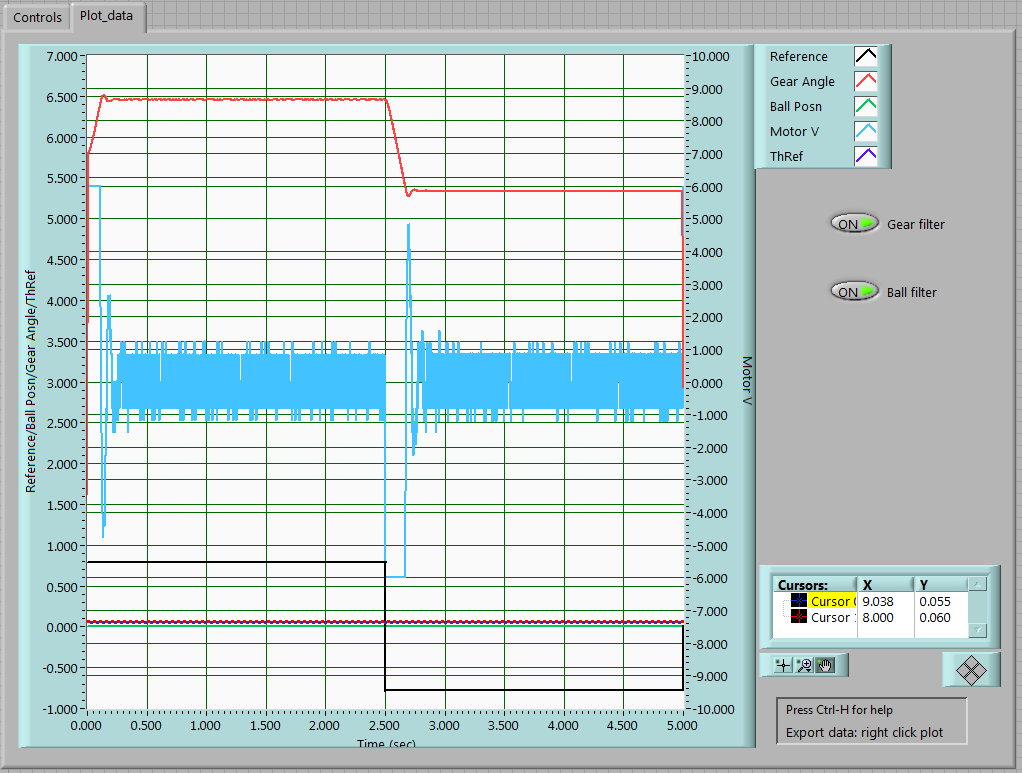 Controls
Plot_data
7.000
6.500
6.000
5.500
5.000
4.500
4.000
3.500
3.000
2.500
2.000
1.500
1.000
0.500
0.000
-0.500
-1.000
Reference/Ball Posn/Gear Angle/ThRef
10.000
9.000
8.000
7.000
6.000
5.000
4.000
3.000
2.000
1.000
0.000
-1.000
-2.000
-3.000
-4.000
-5.000
-6.000
-7.000
-8.000
-9.000
-10.000
Motor V
0.000 0.500 1.000 1.500 2.000 2.500 3.000 3.500 4.000 4.500 5.000
Time (sec)
Reference
Gear Angle
Ball Posn
Motor V
ThRef
ON Gear filter
ON Ball filter
Cursors: X Y
Cursor 9.038 0.055
Cursor 8.000 0.060
Press Ctrl-H for help
Export data: right click plot